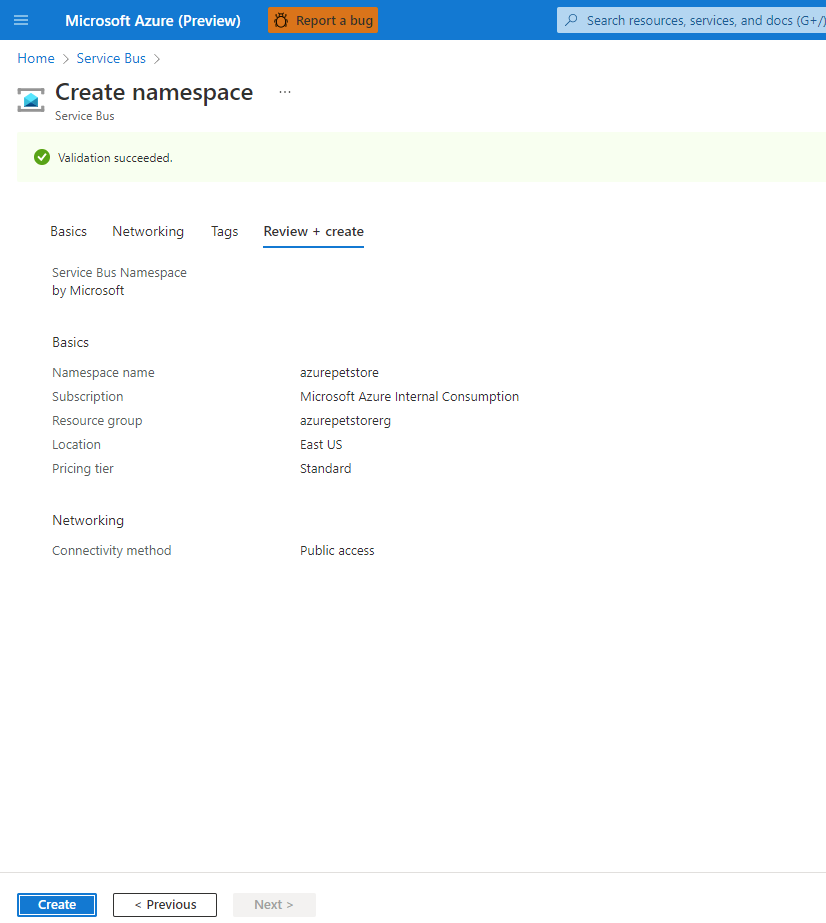 Microsoft Azure (Preview) Report a bug Search resources, services, and docs (G+/)
Home > Service Bus >
Create namespace ...
Service Bus
Validation succeeded.
Basics Networking Tags Review + create
Service Bus Namespace
by Microsoft
Basics
Namespace name azurepetstore
Subscription Microsoft Azure Internal Consumption
Resource group azurepetstorerg
Location East US
Pricing tier Standard
Networking
Connectivity method Public access
Create < Previous Next >